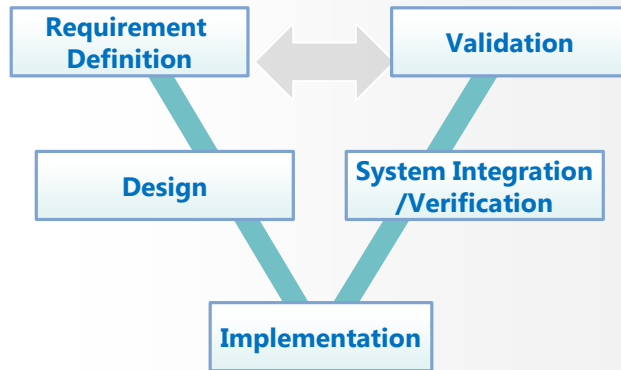 Requirement
Definition
Validation
Design
System Integration
/Verification
Implementation